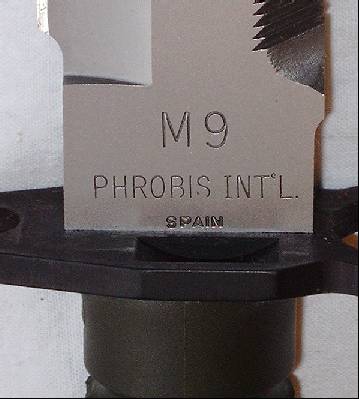 M9
PHROBIS INT'L.
SPAIN